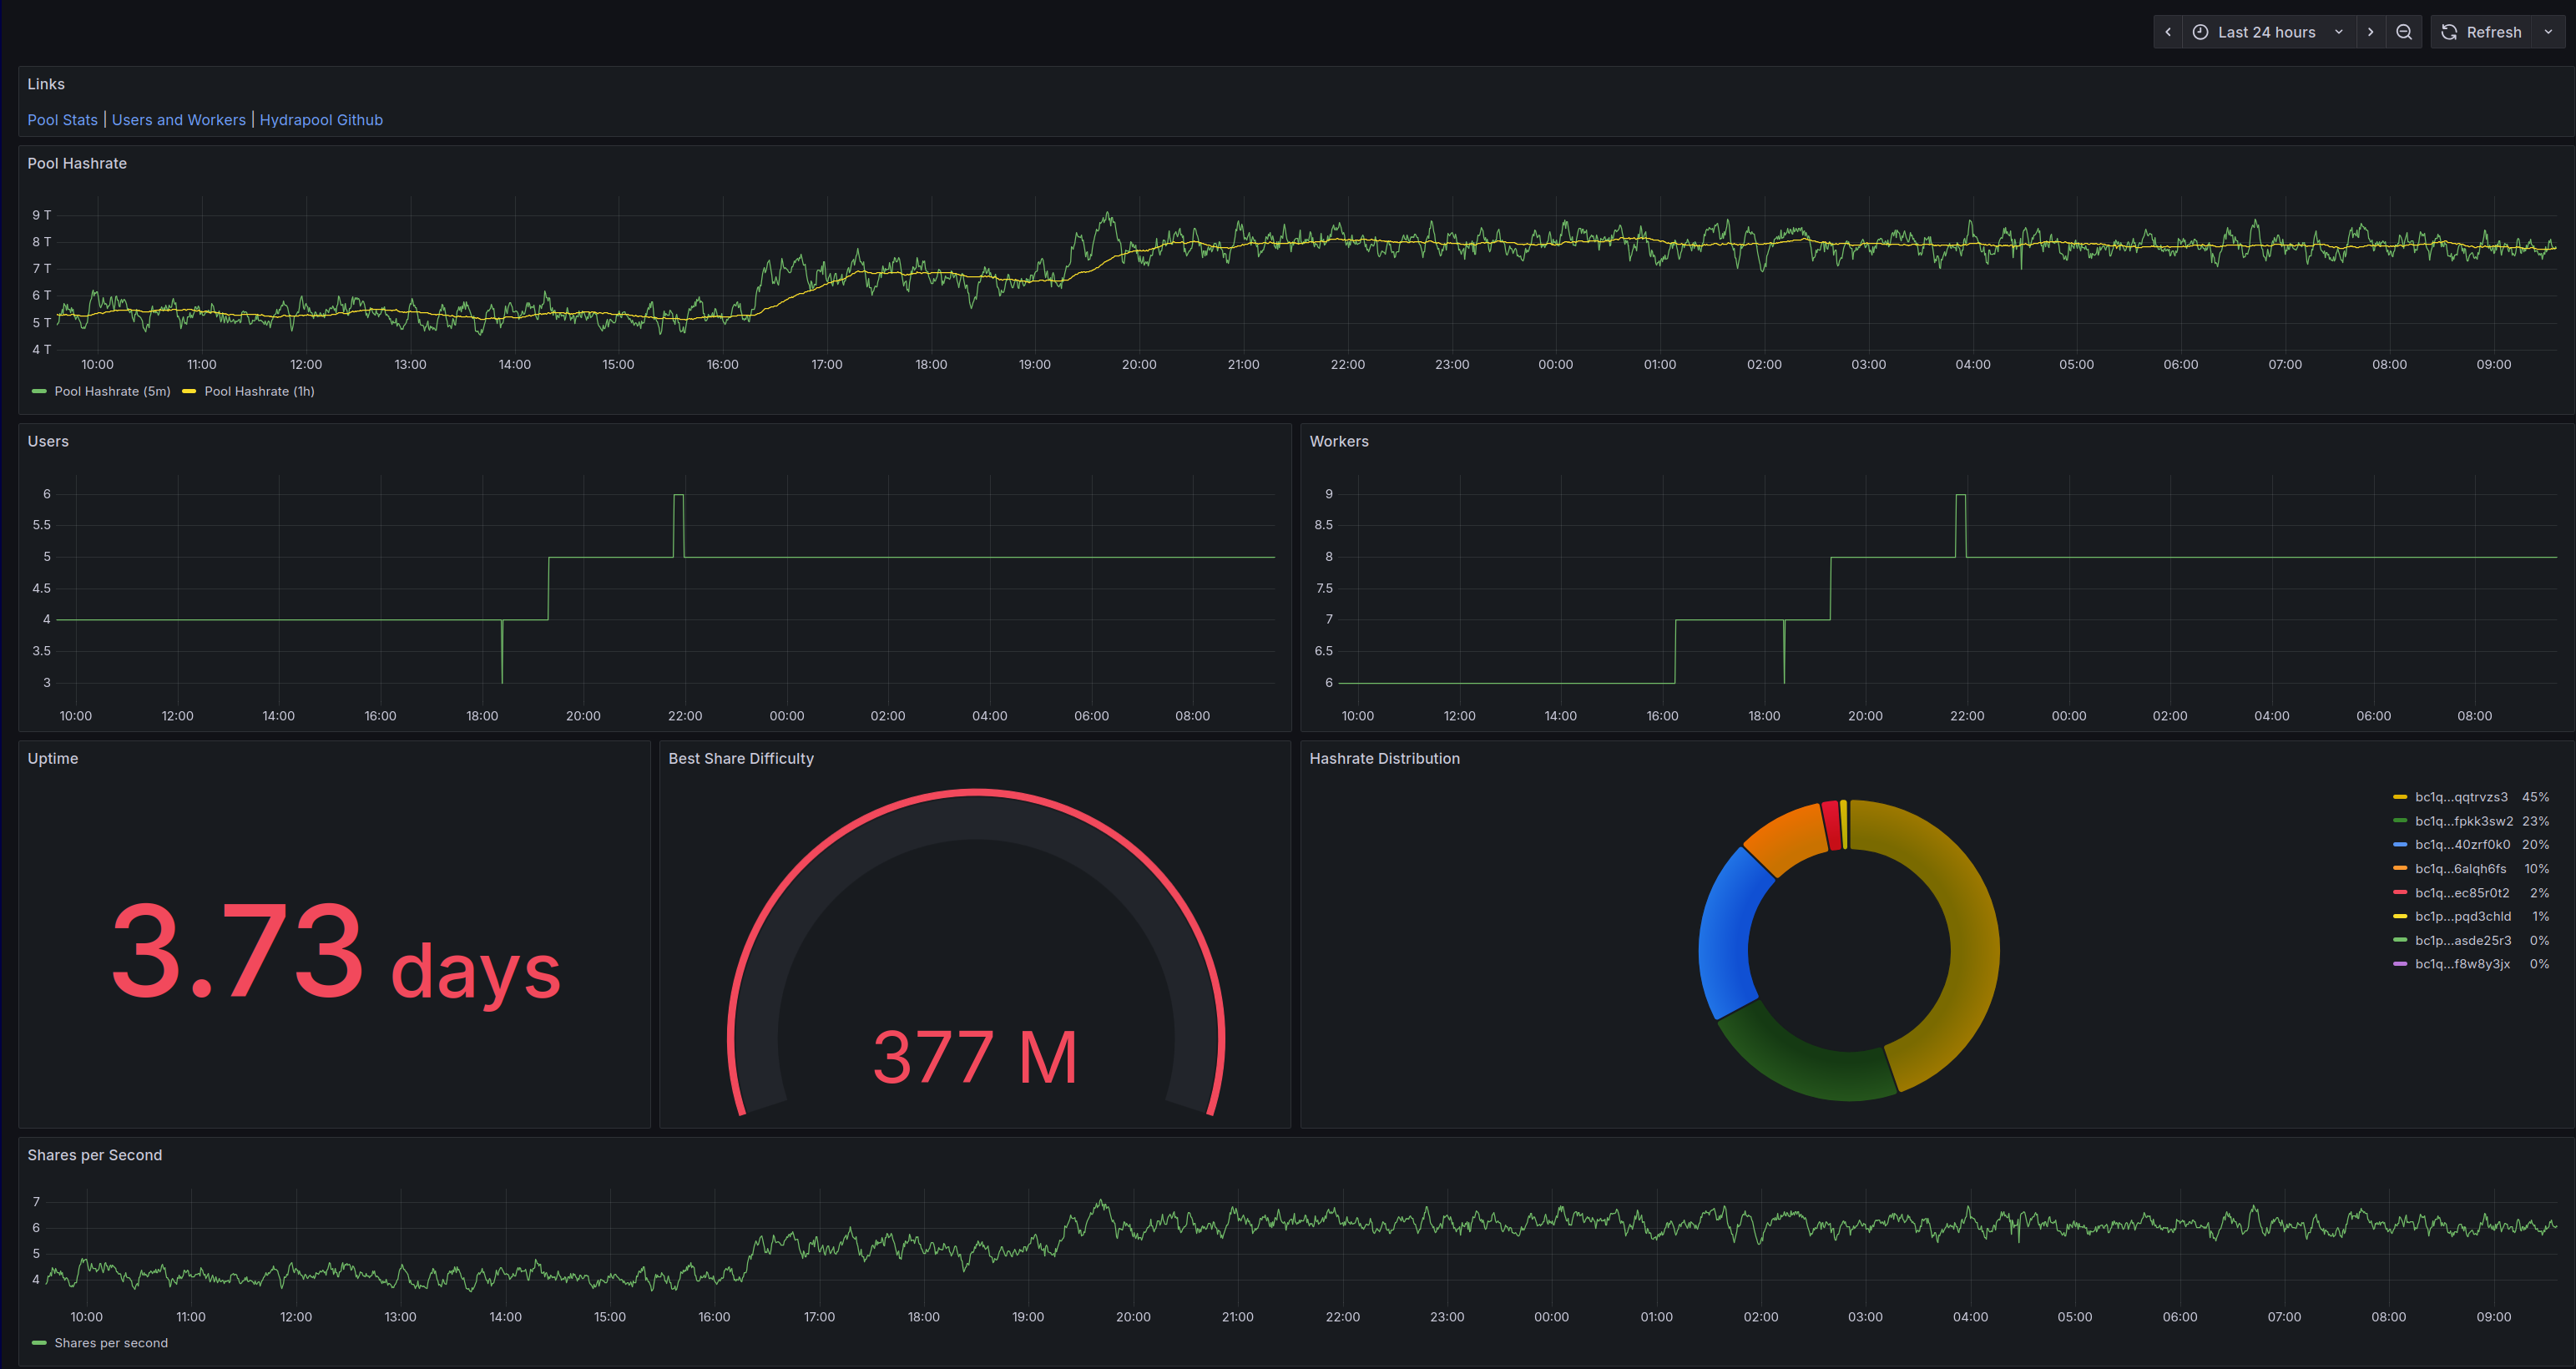 Last 24 hours Refresh
Links
Pool Stats | Users and Workers | Hydrapool Github
Pool Hashrate
9 T
8 T
7 T
6 T
5 T
4 T
10:00 11:00 12:00 13:00 14:00 15:00 16:00 17:00 18:00 19:00 20:00 21:00 22:00 23:00 00:00 01:00 02:00 03:00 04:00 05:00 06:00 07:00 08:00 09:00
Pool Hashrate (5m) Pool Hashrate (1h)
Users
6
5.5
5
4.5
4
3.5
3
10:00 12:00 14:00 16:00 18:00 20:00 22:00 00:00 02:00 04:00 06:00 08:00
Workers
9
8.5
8
7.5
7
6.5
6
10:00 12:00 14:00 16:00 18:00 20:00 22:00 00:00 02:00 04:00 06:00 08:00
Uptime
3.73 days
Best Share Difficulty
377 M
Hashrate Distribution
bc1q...qqtrvzs3 45%
bc1q...fpkk3sw2 23%
bc1q...40zrf0k0 20%
bc1q...6alqh6fs 10%
bc1q...ec85r0t2 2%
bc1p...pqd3chld 1%
bc1p...asde25r3 0%
bc1q...f8w8y3jx 0%
Shares per Second
7
6
5
4
10:00 11:00 12:00 13:00 14:00 15:00 16:00 17:00 18:00 19:00 20:00 21:00 22:00 23:00 00:00 01:00 02:00 03:00 04:00 05:00 06:00 07:00 08:00 09:00
Shares per second